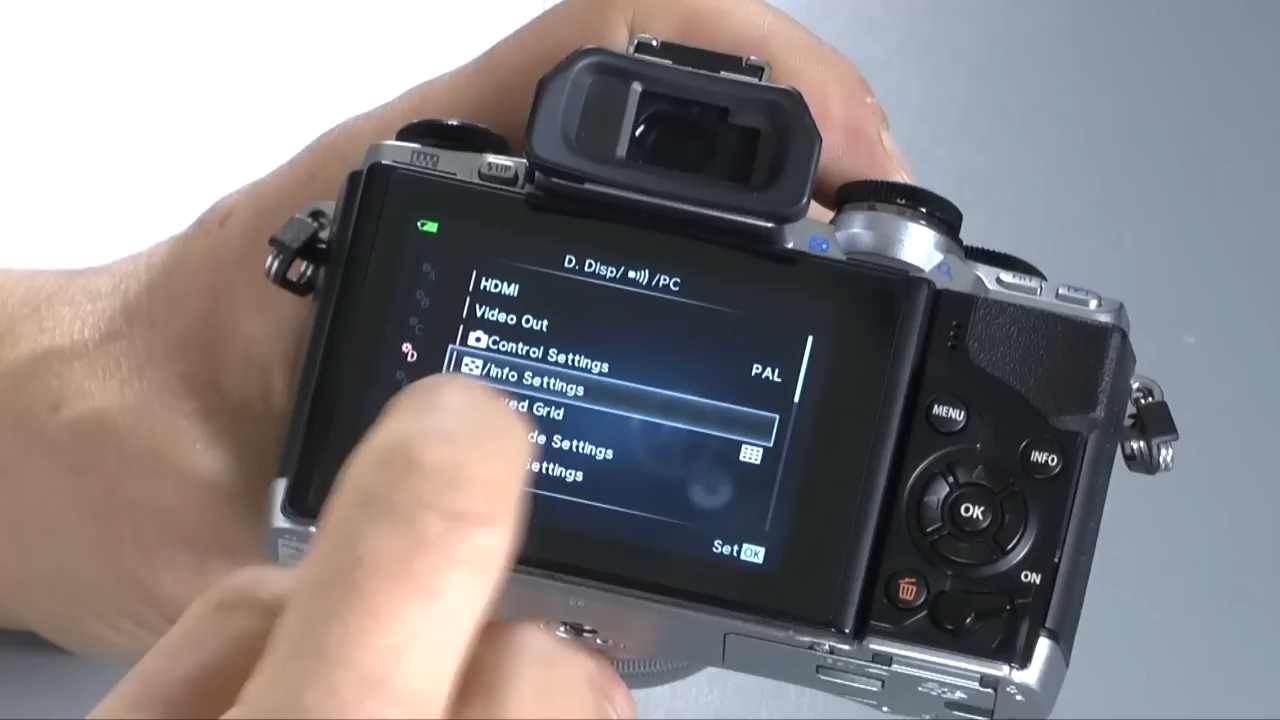 D. Disp/ /PC
HDMI
Video Out
PAL
Control Settings
/Info Settings
Grid
Settings
Settings
Set OK
MENU
INFO
OK
ON